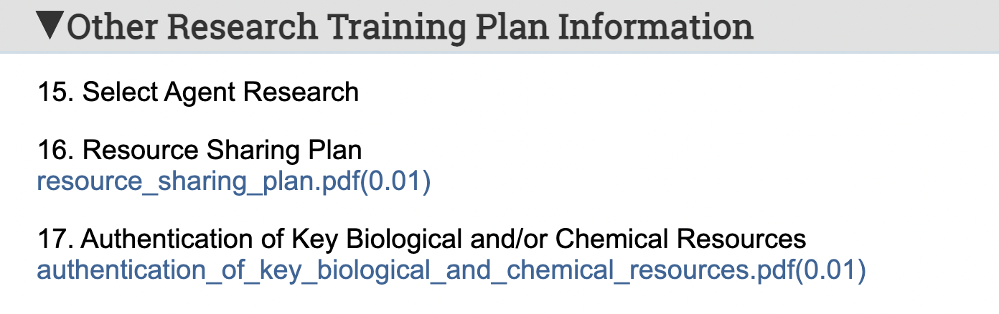 ▼Other Research Training Plan Information
15. Select Agent Research
16. Resource Sharing Plan
resource_sharing_plan.pdf(0.01)
17. Authentication of Key Biological and/or Chemical Resources
authentication_of_key_biological_and_chemical_resources.pdf(0.01)